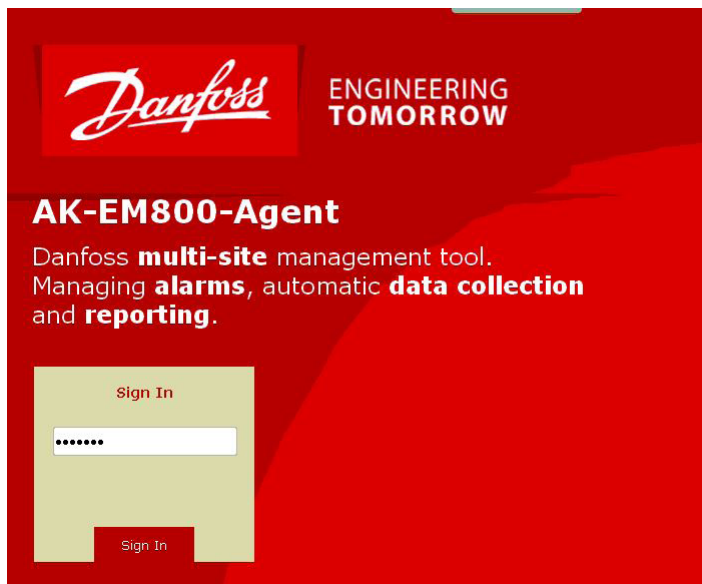 Danfoss
ENGINEERING
TOMORROW
AK-EM800-Agent
Danfoss multi-site management tool.
Managing alarms, automatic data collection
and reporting.
Sign In
•••••••
Sign In